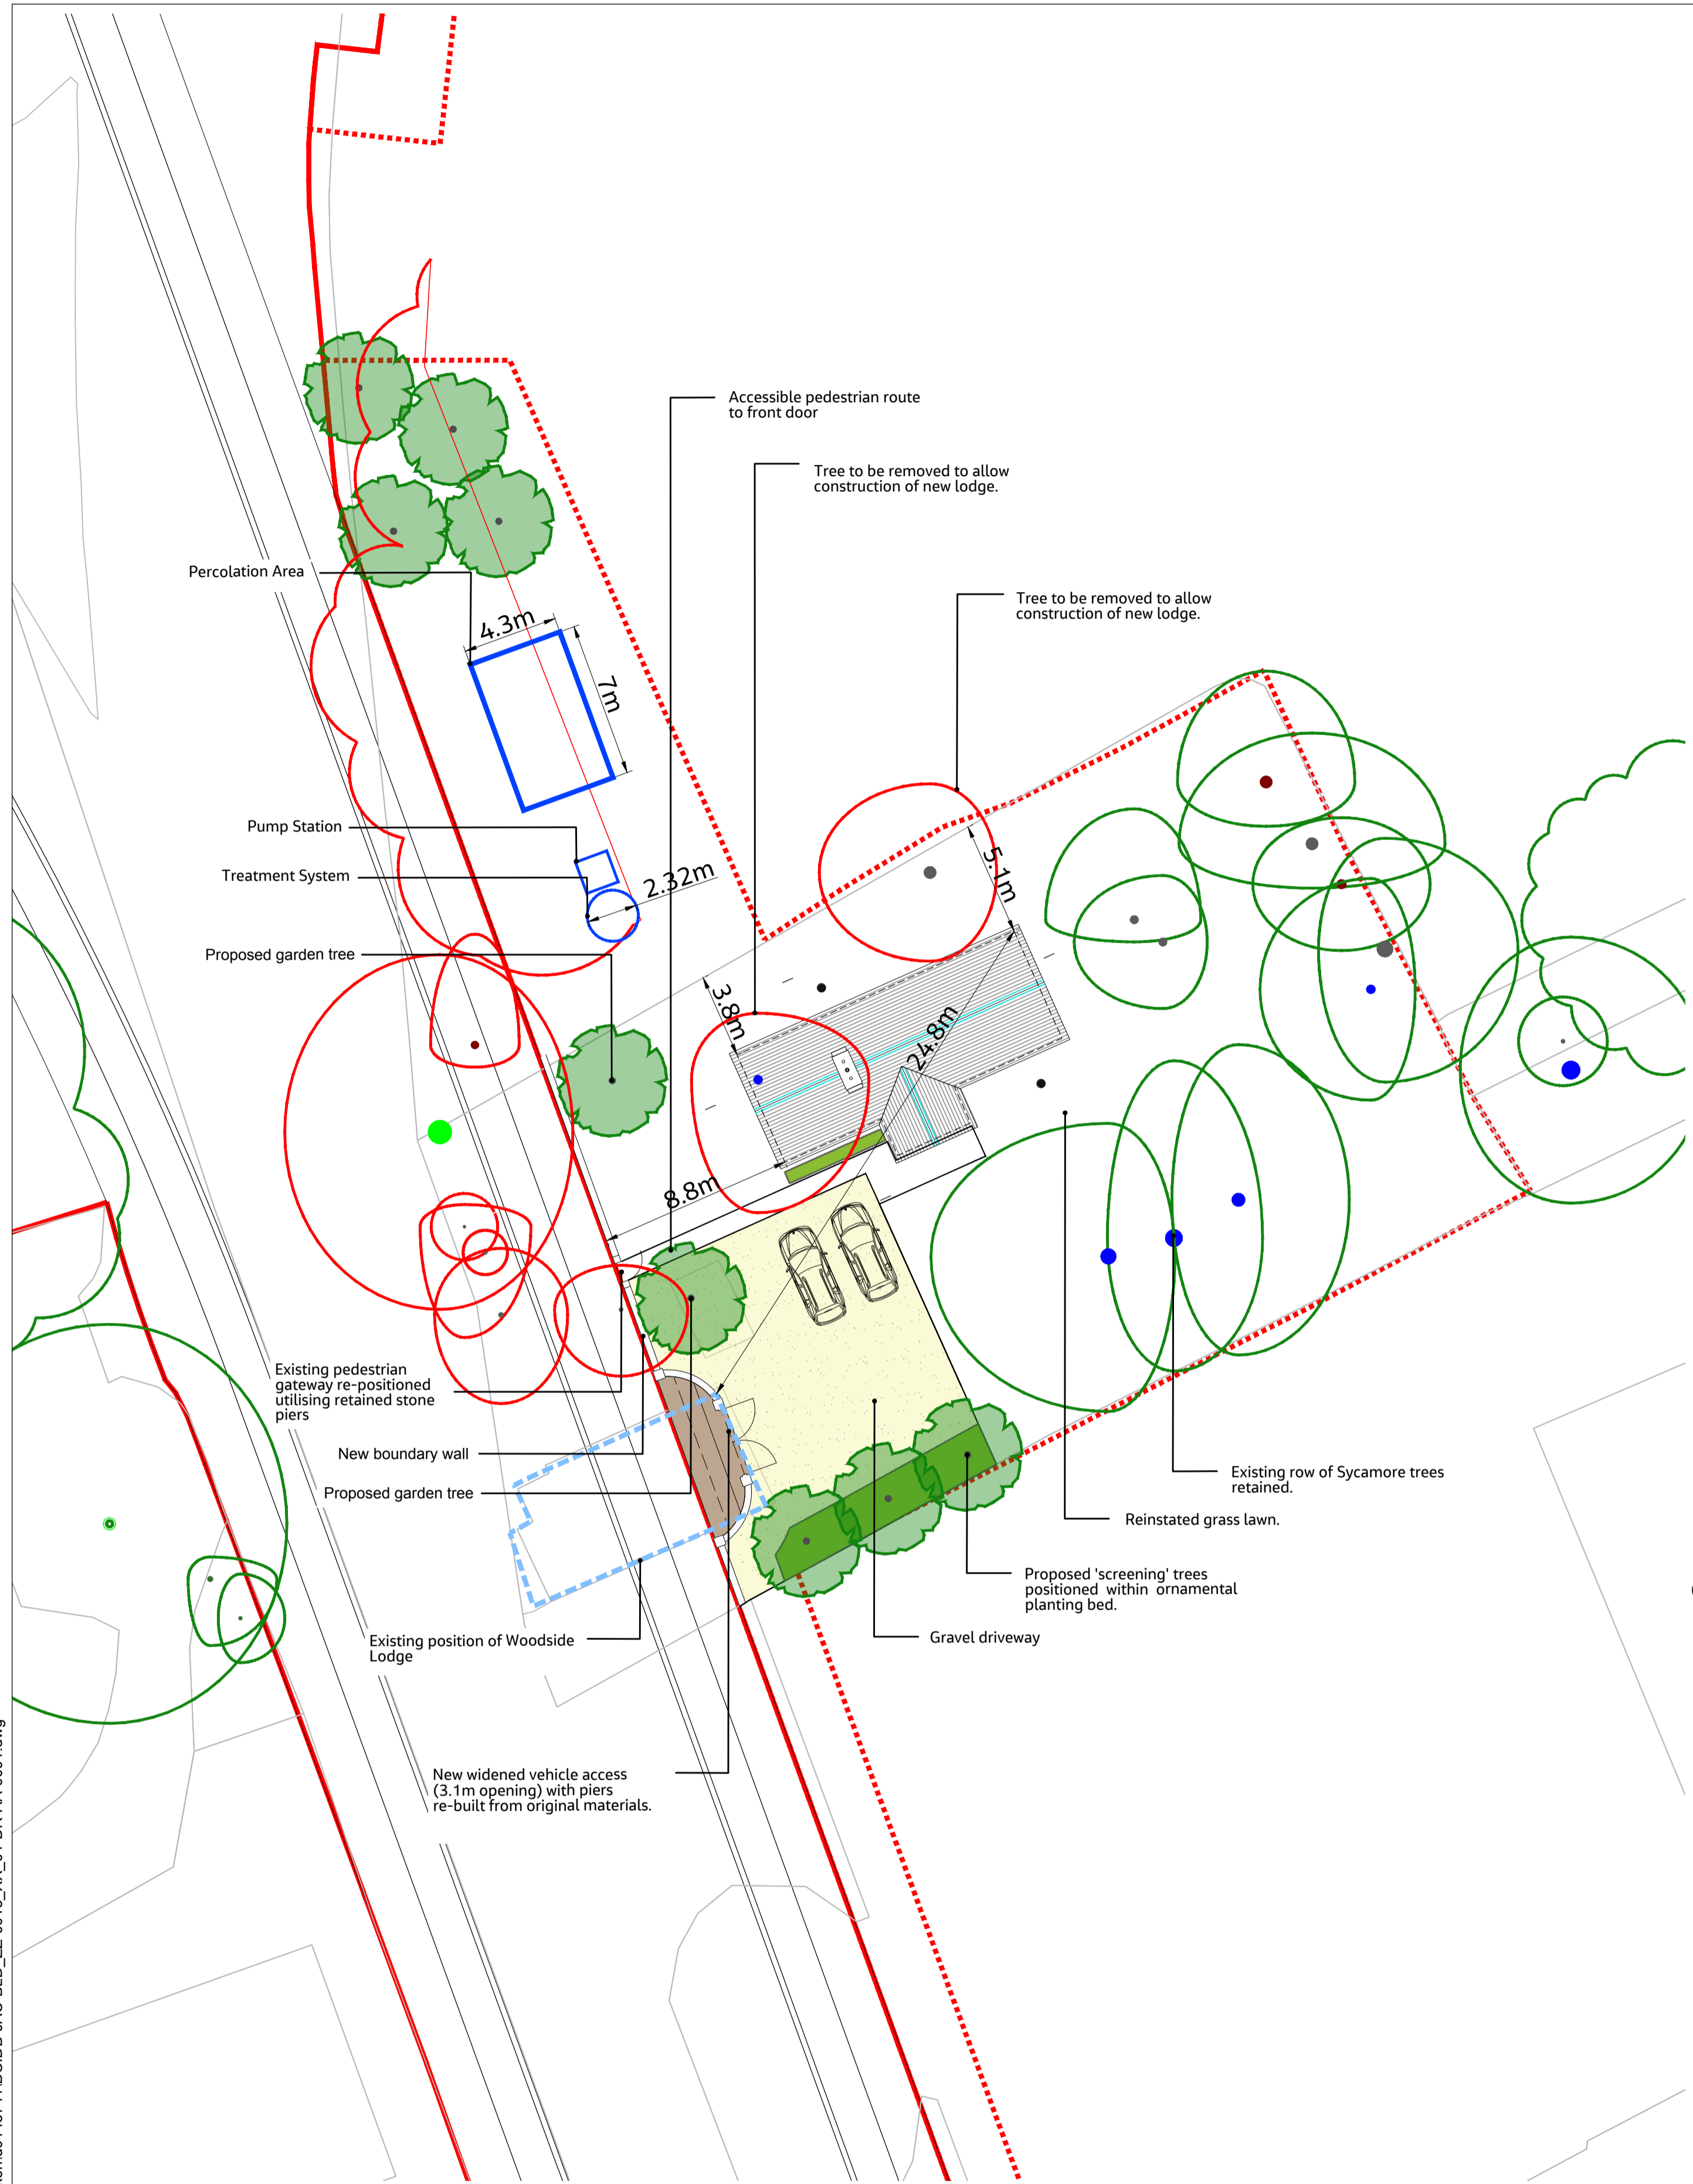 Accessible pedestrian route
to front door
Tree to be removed to allow
construction of new lodge.
Percolation Area
Tree to be removed to allow
construction of new lodge.
4.3m
7m
Pump Station
Treatment System
2.32m
5.1m
Proposed garden tree
3.8m
24.8m
8.8m
Existing pedestrian
gateway re-positioned
utilising retained stone
piers
New boundary wall
Proposed garden tree
Existing row of Sycamore trees
retained.
Reinstated grass lawn.
Proposed 'screening' trees
positioned within ornamental
planting bed.
Gravel driveway
Existing position of Woodside
Lodge
New widened vehicle access
(3.1m opening) with piers
re-built from original materials.